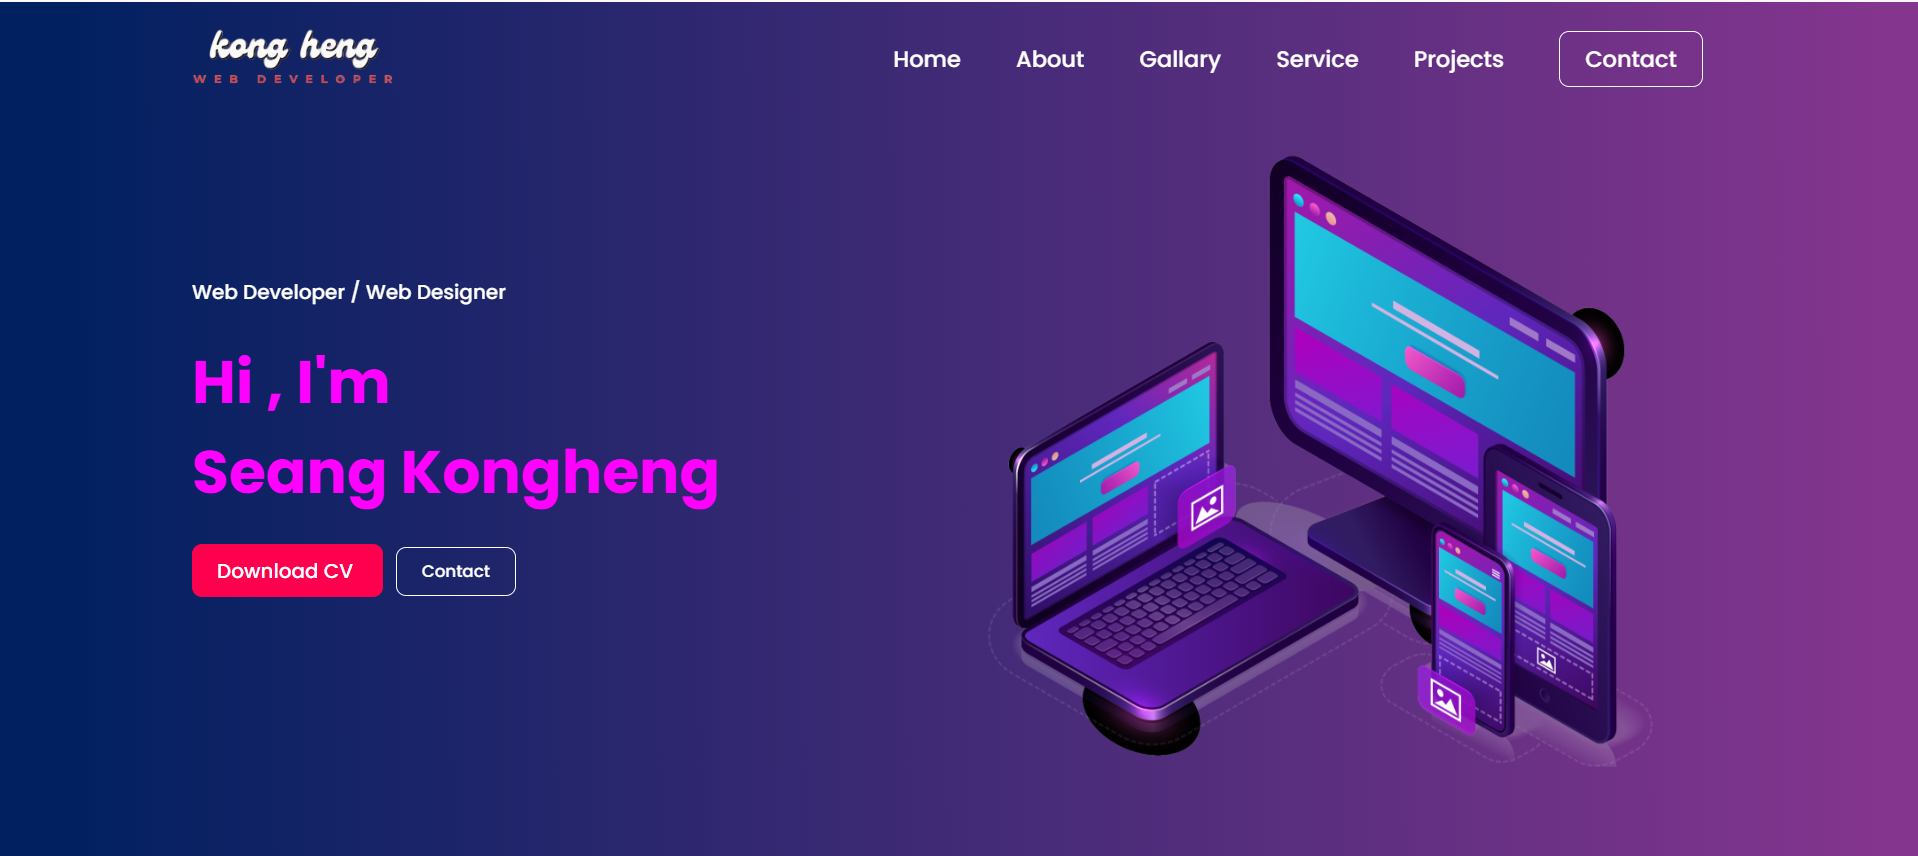 kong heng
WEB DEVELOPER
Home About Gallary Service Projects Contact
Web Developer / Web Designer
Hi , I'm
Seang Kongheng
Download CV Contact